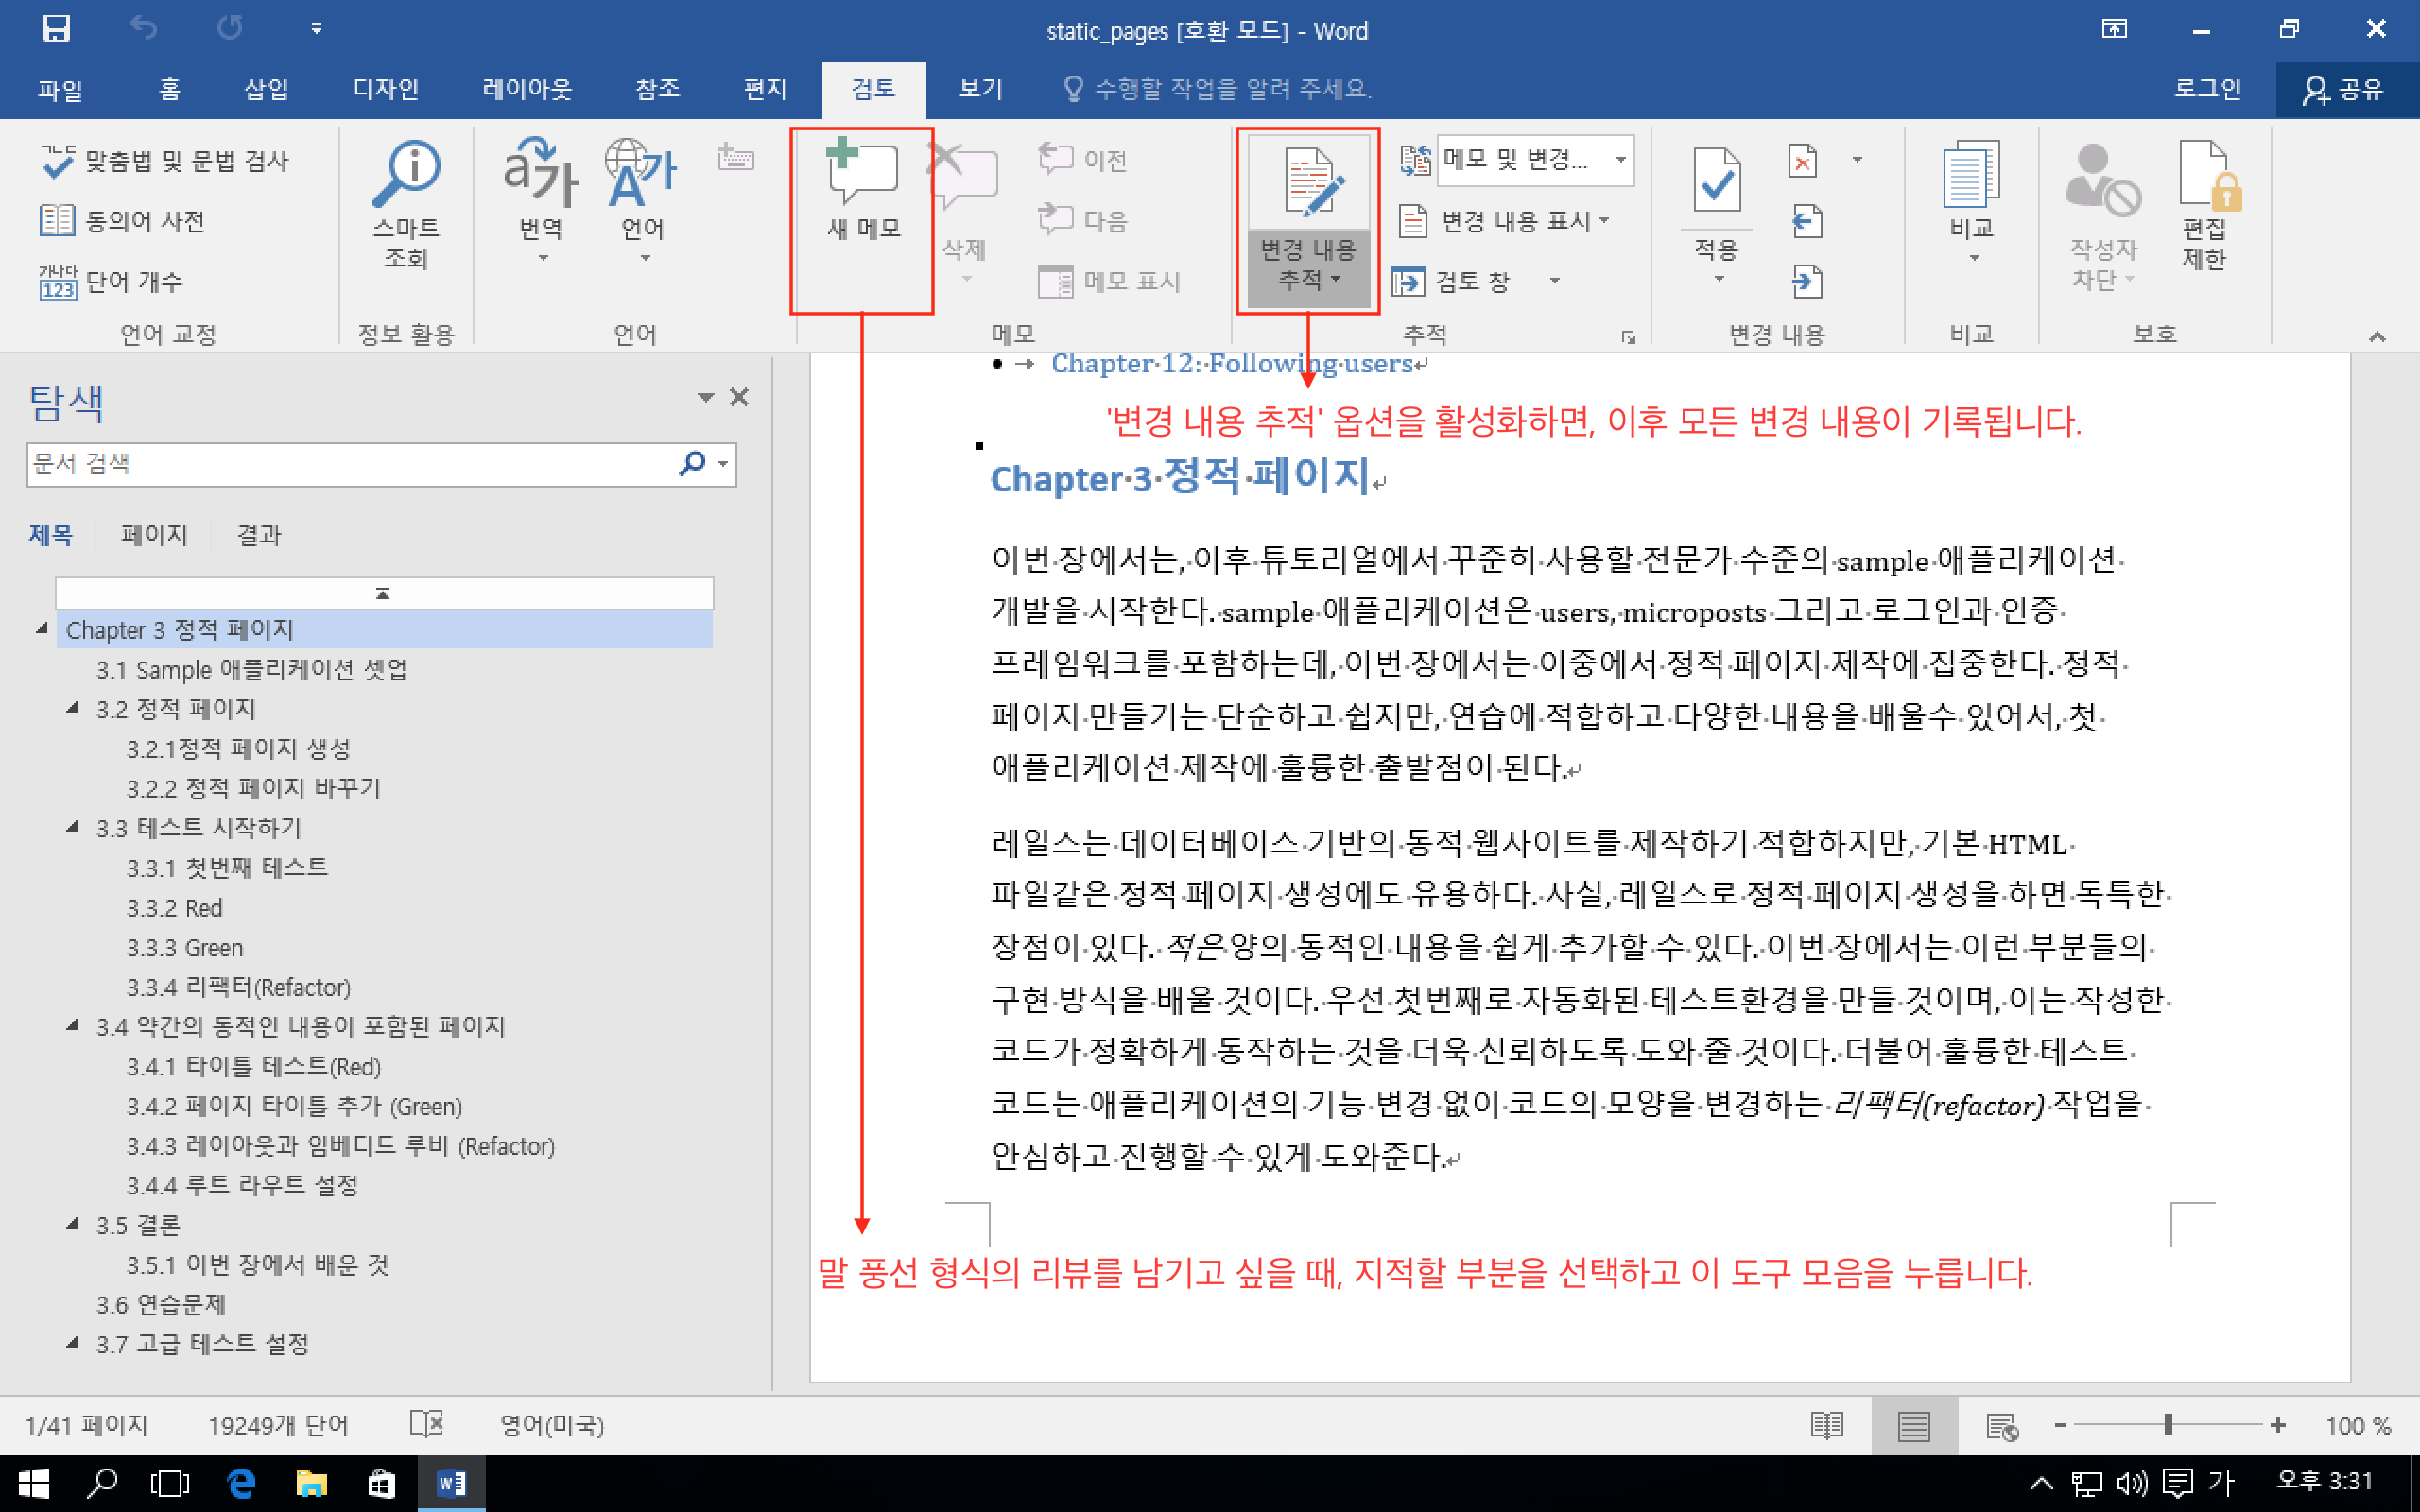 static_pages [호환 모드] - Word
파일 홈 삽입 디자인 레이아웃 참조 편지 검토 보기 수행할 작업을 알려 주세요. 로그인 공유
맞춤법 및 문법 검사
동의어 사전
단어 개수
언어 교정
스마트
조회
정보 활용
번역
언어
언어
새 메모
삭제
이전
다음
메모 표시
메모
변경 내용
추적
메모 및 변경...
변경 내용 표시
검토 창
추적
적용
변경 내용
비교
비교
작성자
차단
편집
제한
보호
탐색
문서 검색
제목 페이지 결과
Chapter 3 정적 페이지
3.1 Sample 애플리케이션 셋업
3.2 정적 페이지
3.2.1정적 페이지 생성
3.2.2 정적 페이지 바꾸기
3.3 테스트 시작하기
3.3.1 첫번째 테스트
3.3.2 Red
3.3.3 Green
3.3.4 리팩터(Refactor)
3.4 약간의 동적인 내용이 포함된 페이지
3.4.1 타이틀 테스트(Red)
3.4.2 페이지 타이틀 추가 (Green)
3.4.3 레이아웃과 임베디드 루비 (Refactor)
3.4.4 루트 라우트 설정
3.5 결론
3.5.1 이번 장에서 배운 것
3.6 연습문제
3.7 고급 테스트 설정
Chapter 12: Following users
'변경 내용 추적' 옵션을 활성화하면, 이후 모든 변경 내용이 기록됩니다.
Chapter 3 정적 페이지
이번 장에서는, 이후 튜토리얼에서 꾸준히 사용할 전문가 수준의 sample 애플리케이션
개발을 시작한다. sample 애플리케이션은 users, microposts 그리고 로그인과 인증
프레임워크를 포함하는데, 이번 장에서는 이중에서 정적 페이지 제작에 집중한다. 정적
페이지 만들기는 단순하고 쉽지만, 연습에 적합하고 다양한 내용을 배울수 있어서, 첫
애플리케이션 제작에 훌륭한 출발점이 된다.
레일스는 데이터베이스 기반의 동적 웹사이트를 제작하기 적합하지만, 기본 HTML
파일같은 정적 페이지 생성에도 유용하다. 사실, 레일스로 정적 페이지 생성을 하면 독특한
장점이 있다. 적은 양의 동적인 내용을 쉽게 추가할 수 있다. 이번 장에서는 이런 부분들의
구현 방식을 배울 것이다. 우선 첫번째로 자동화된 테스트환경을 만들 것이며, 이는 작성한
코드가 정확하게 동작하는 것을 더욱 신뢰하도록 도와 줄 것이다. 더불어 훌륭한 테스트
코드는 애플리케이션의 기능 변경 없이 코드의 모양을 변경하는 리팩터(refactor) 작업을
안심하고 진행할 수 있게 도와준다.
말 풍선 형식의 리뷰를 남기고 싶을 때, 지적할 부분을 선택하고 이 도구 모음을 누릅니다.
1/41 페이지 19249개 단어 영어(미국) 100 %
가 오후 3:31